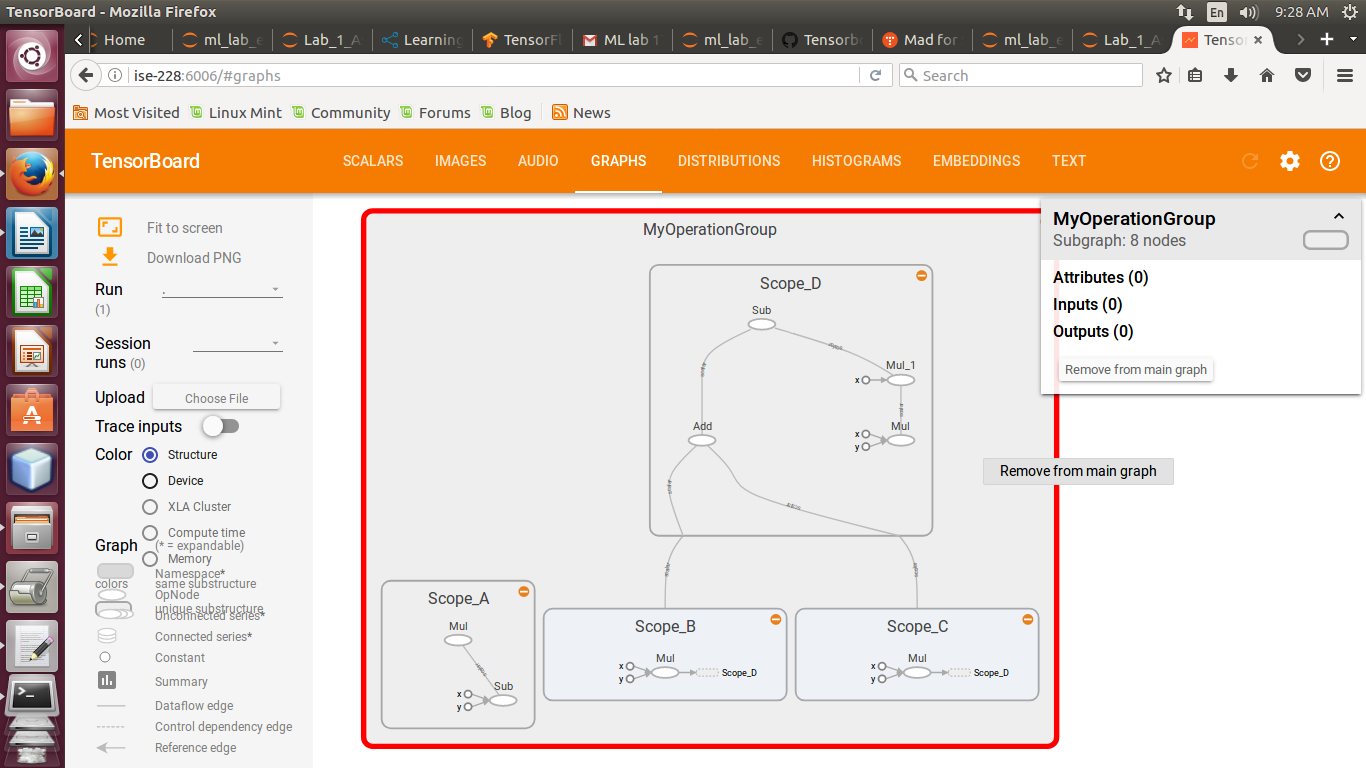 TensorBoard - Mozilla Firefox
En
9:28 AM
Home
ml_lab_e
Lab_1_A
Learning
TensorFl
ML lab 1
ml_lab_e
Tensorb
Mad for
ml_lab_e
Lab_1_A
Tensor
ise-228:6006/#graphs
Search
Most Visited
Linux Mint
Community
Forums
Blog
News
TensorBoard
SCALARS
IMAGES
AUDIO
GRAPHS
DISTRIBUTIONS
HISTOGRAMS
EMBEDDINGS
TEXT
Fit to screen
Download PNG
Run
(1)
.
Session
runs (0)
Upload
Choose File
Trace inputs
Color
Structure
Device
XLA Cluster
Compute time
Memory
Graph
(* = expandable)
Namespace*
colors
same substructure
OpNode
unique substructure
Unconnected series*
Connected series*
Constant
Summary
Dataflow edge
Control dependency edge
Reference edge
MyOperationGroup
Scope_D
Sub
Mul_1
x
Add
Mul
x
y
Scope_A
Mul
Sub
x
y
Scope_B
Mul
x
y
Scope_D
Scope_C
Mul
x
y
Scope_D
MyOperationGroup
Subgraph: 8 nodes
Attributes (0)
Inputs (0)
Outputs (0)
Remove from main graph
Remove from main graph